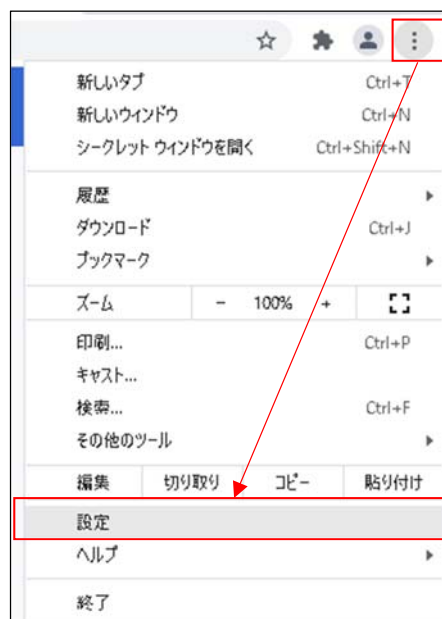 新しいタブ Ctrl+T
新しいウィンドウ Ctrl+N
シークレット ウィンドウを開く Ctrl+Shift+N
履歴
ダウンロード Ctrl+J
ブックマーク
ズーム - 100% +
印刷... Ctrl+P
キャスト...
検索... Ctrl+F
その他のツール
編集 切り取り コピー 貼り付け
設定
ヘルプ
終了